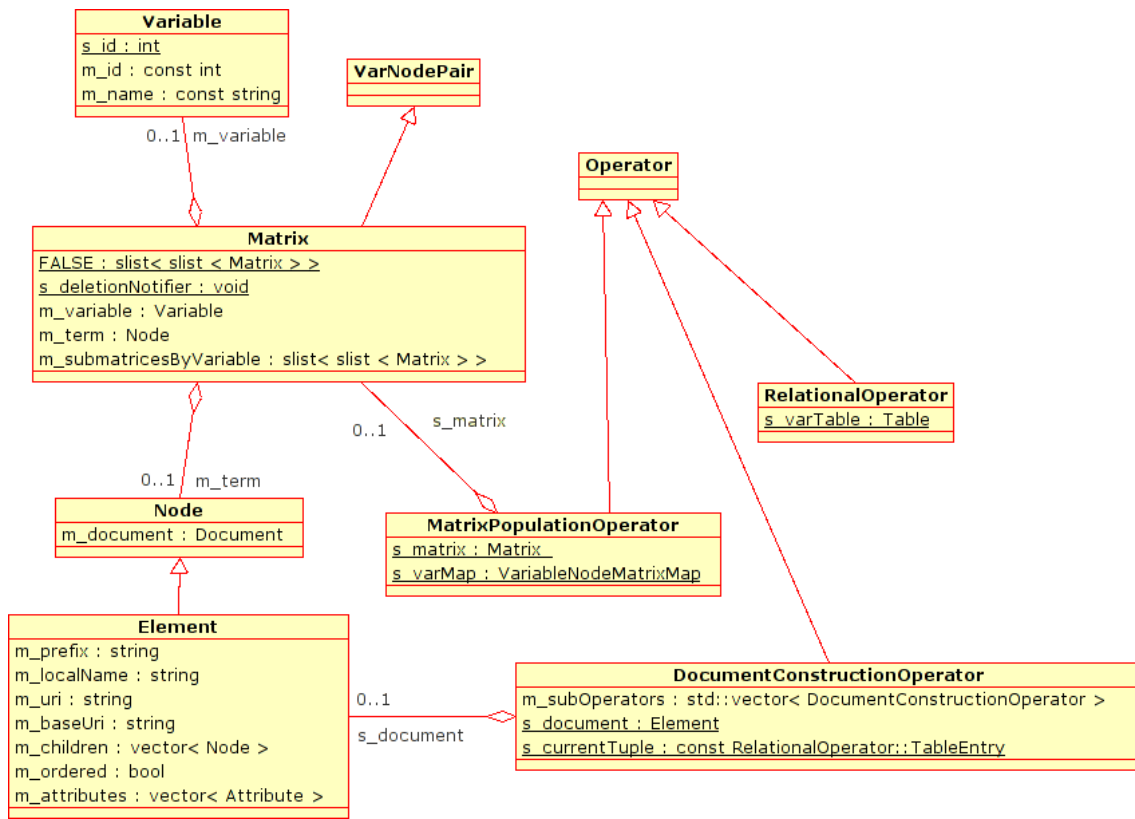 Variable
s_id : int
m_id : const int
m_name : const string
VarNodePair
0..1 m_variable
Operator
Matrix
FALSE : slist< slist < Matrix > >
s_deletionNotifier : void
m_variable : Variable
m_term : Node
m_submatricesByVariable : slist< slist < Matrix > >
RelationalOperator
s_varTable : Table
s_matrix
0..1
0..1 m_term
Node
m_document : Document
MatrixPopulationOperator
s_matrix : Matrix
s_varMap : VariableNodeMatrixMap
Element
m_prefix : string
m_localName : string
m_uri : string
m_baseUri : string
m_children : vector< Node >
m_ordered : bool
m_attributes : vector< Attribute >
0..1
s_document
DocumentConstructionOperator
m_subOperators : std::vector< DocumentConstructionOperator >
s_document : Element
s_currentTuple : const RelationalOperator::TableEntry